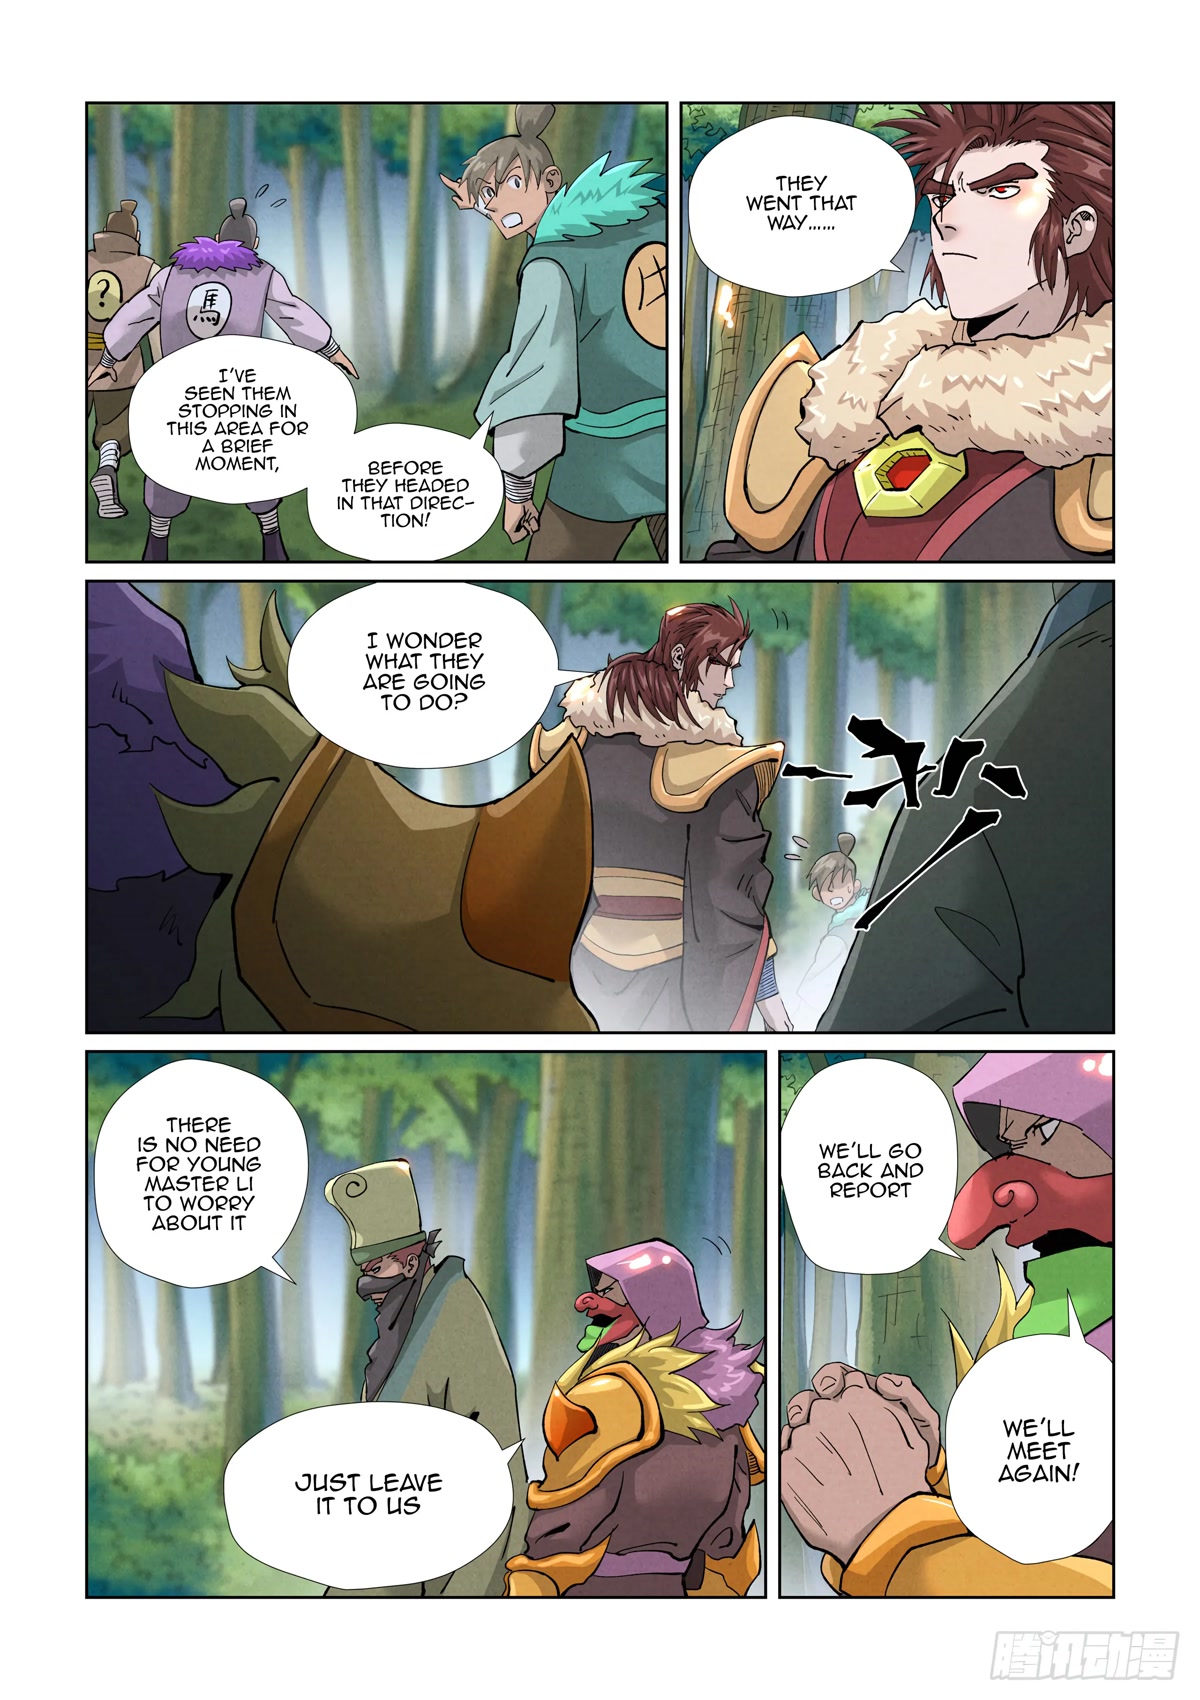 I'VE
SEEN THEM
STOPPING IN
THIS AREA FOR
A BRIEF
MOMENT,
BEFORE
THEY HEADED
IN THAT DIREC-
TION!
?
馬
牛
THEY
WENT THAT
WAY......
I WONDER
WHAT THEY
ARE GOING
TO DO?
THERE
IS NO NEED
FOR YOUNG
MASTER LI
TO WORRY
ABOUT IT
JUST LEAVE
IT TO US
WE'LL GO
BACK AND
REPORT
WE'LL
MEET
AGAIN!
腾讯动漫